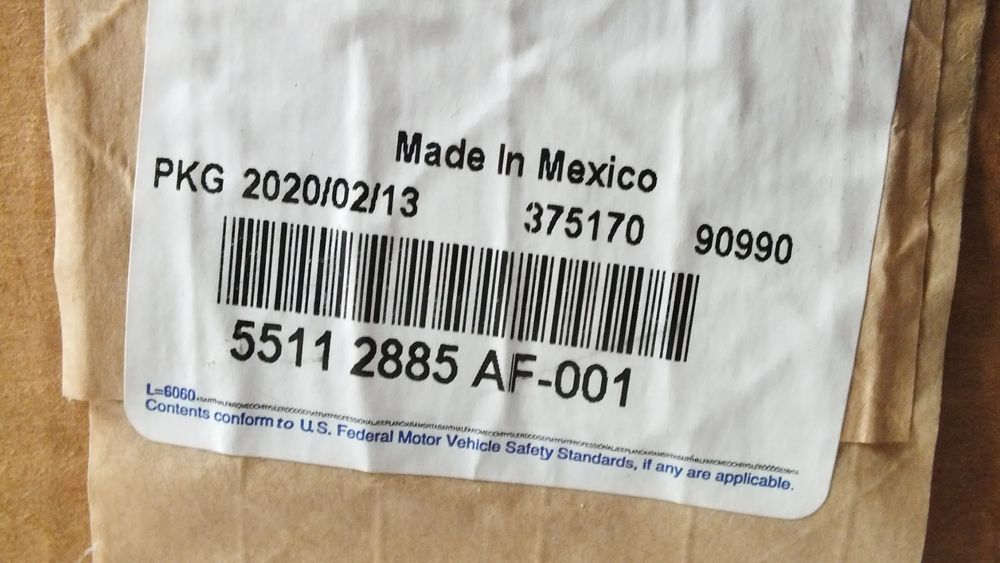 Made In Mexico
PKG 2020/02/13 375170 90990
5511 2885 AF-001
L=6060
Contents conform to U.S. Federal Motor Vehicle Safety Standards, if any are applicable.